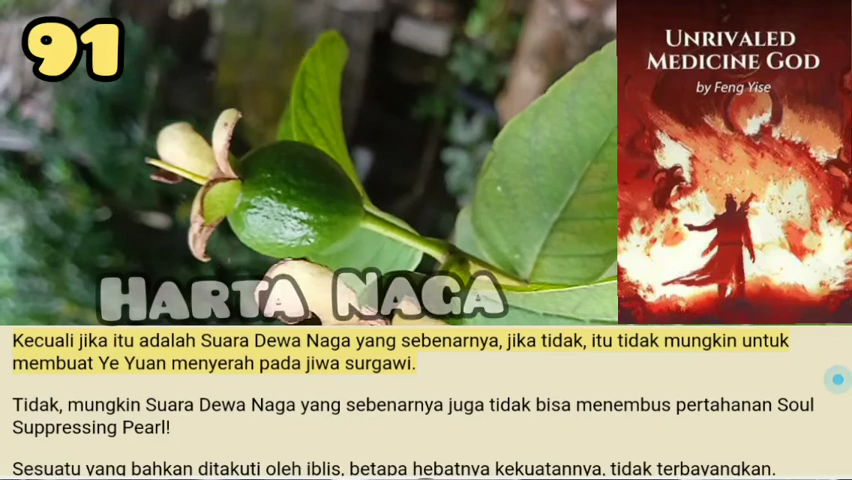 91
UNRIVALED
MEDICINE GOD
by Feng Yise
HARTA NAGA
Kecuali jika itu adalah Suara Dewa Naga yang sebenarnya, jika tidak, itu tidak mungkin untuk
membuat Ye Yuan menyerah pada jiwa surgawi.
Tidak, mungkin Suara Dewa Naga yang sebenarnya juga tidak bisa menembus pertahanan Soul
Suppressing Pearl!
Sesuatu yang bahkan ditakuti oleh iblis, betapa hebatnya kekuatannya, tidak terbayangkan.